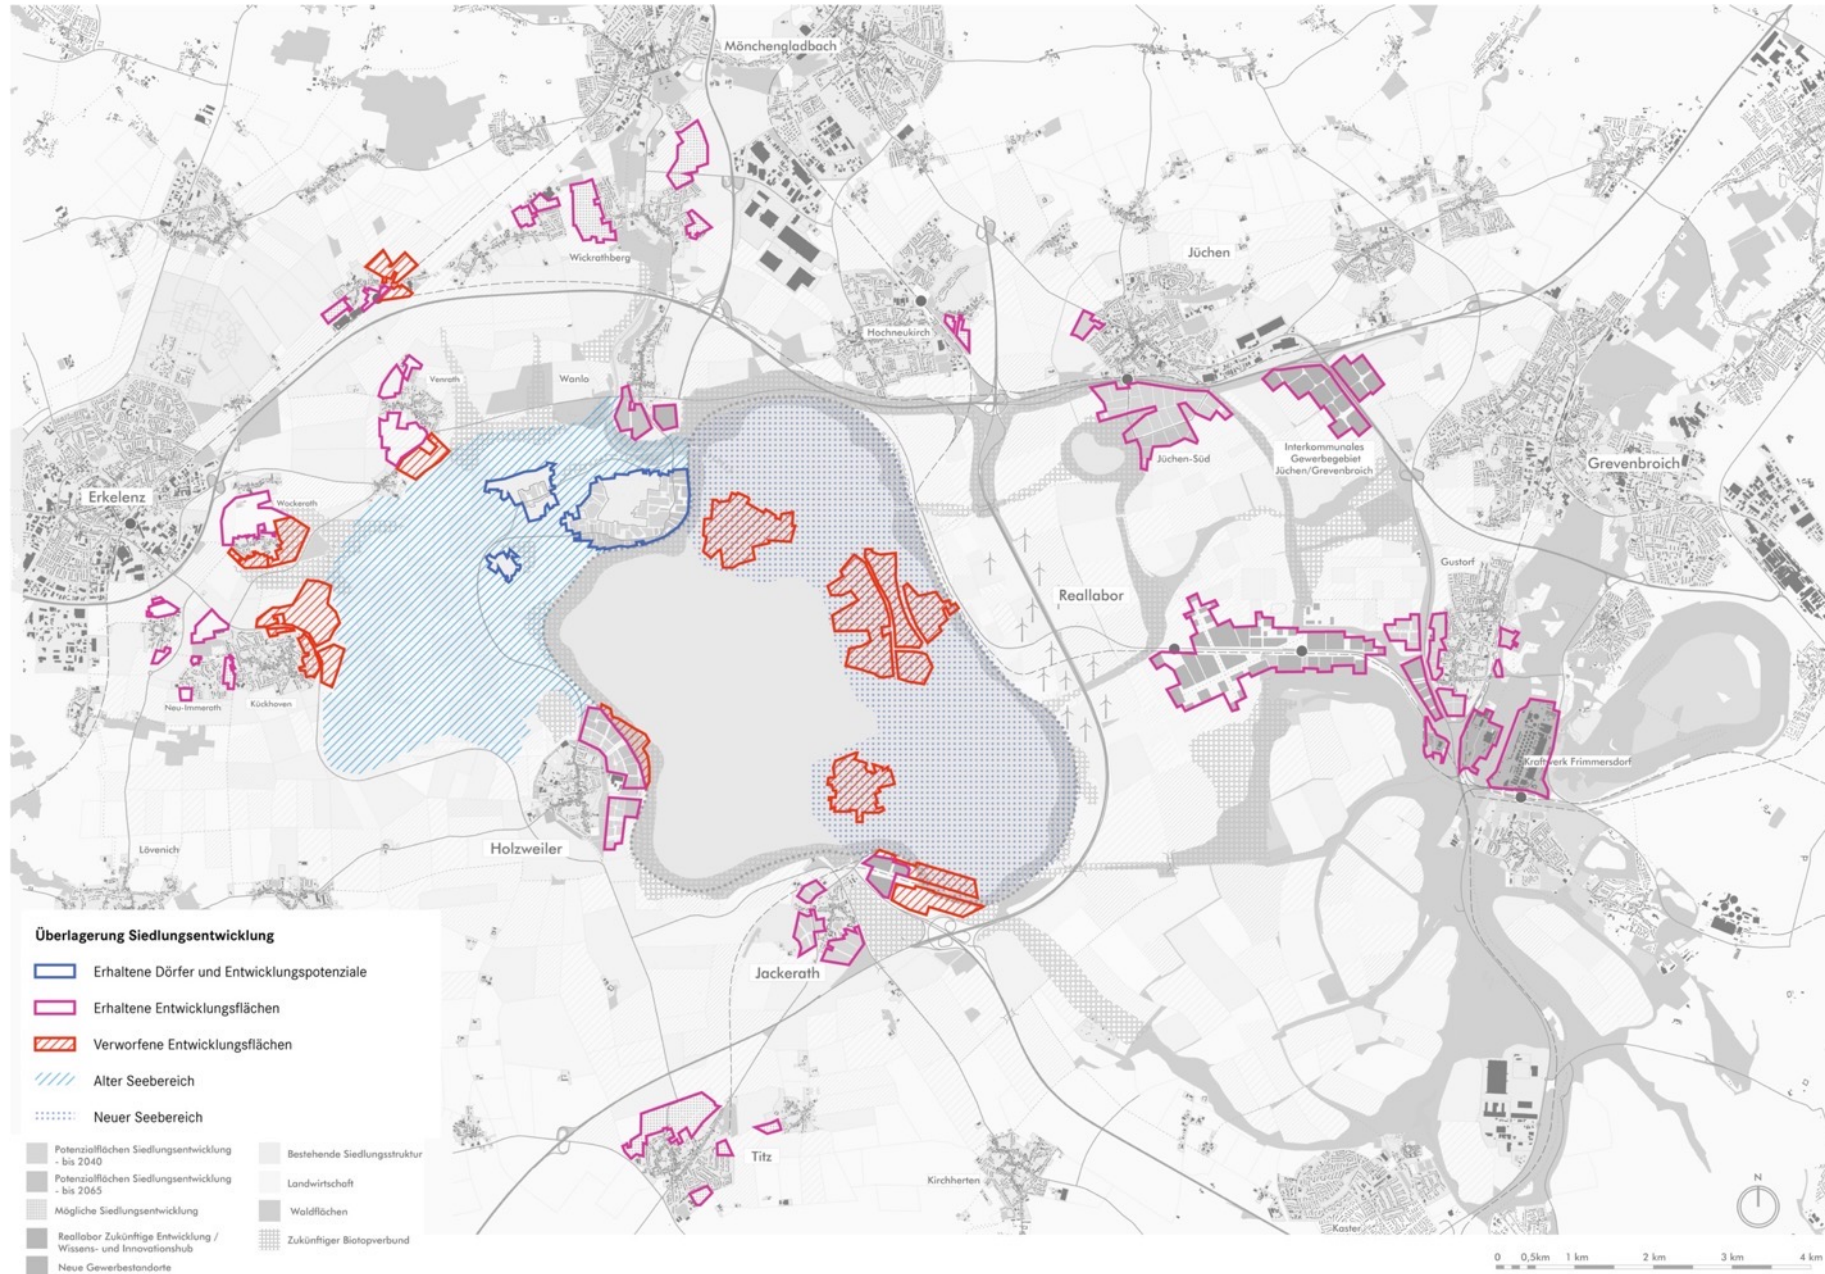 Mönchengladbach
Wickrathberg
Jüchen
Hochneukirch
Venrath
Wanlo
Jüchen-Süd
Interkommunales
Gewerbegebiet
Jüchen/Grevenbroich
Grevenbroich
Erkelenz
Wockerath
Gustorf
Reallabor
Neu-Immerath
Kückhoven
Kraftwerk Frimmersdorf
Holzweiler
Lövenich
Jackerath
Titz
Kirchherten
Kaster
Überlagerung Siedlungsentwicklung
Erhaltene Dörfer und Entwicklungspotenziale
Erhaltene Entwicklungsflächen
Verworfene Entwicklungsflächen
Alter Seebereich
Neuer Seebereich
Potenzialflächen Siedlungsentwicklung
- bis 2040
Potenzialflächen Siedlungsentwicklung
- bis 2065
Mögliche Siedlungsentwicklung
Reallabor Zukünftige Entwicklung /
Wissens- und Innovationshub
Neue Gewerbestandorte
Bestehende Siedlungsstruktur
Landwirtschaft
Waldflächen
Zukünftiger Biotopverbund
N
0 0,5km 1 km 2 km 3 km 4 km